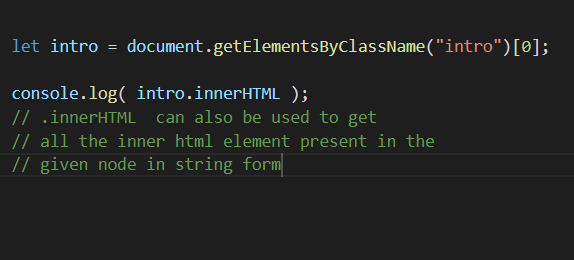 let intro = document.getElementsByClassName("intro")[0];
console.log( intro.innerHTML );
// .innerHTML  can also be used to get
// all the inner html element present in the
// given node in string form